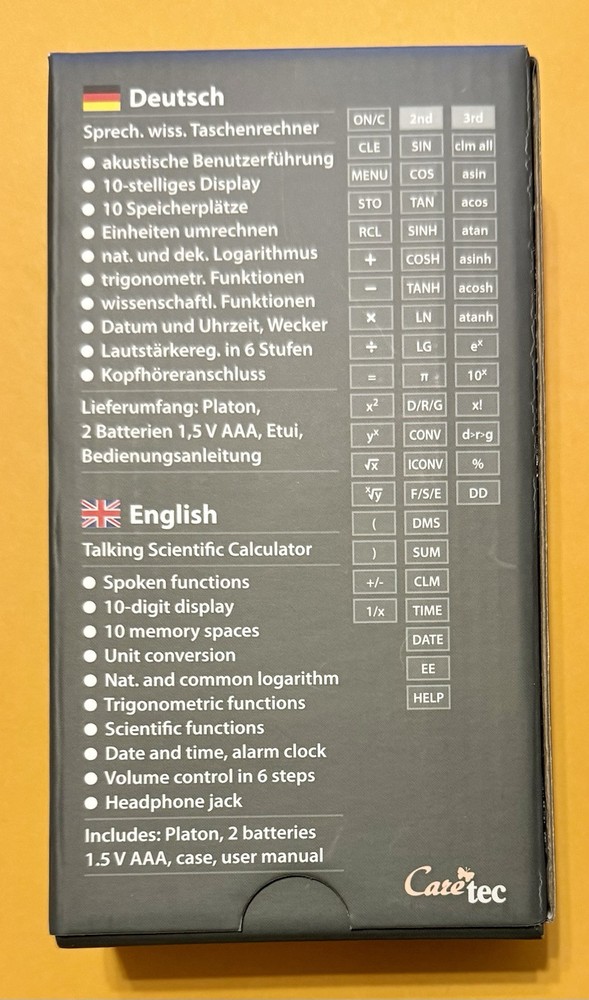 Deutsch
Sprech. wiss. Taschenrechner
● akustische Benutzerführung
● 10-stelliges Display
● 10 Speicherplätze
● Einheiten umrechnen
● nat. und dek. Logarithmus
● trigonometr. Funktionen
● wissenschaftl. Funktionen
● Datum und Uhrzeit, Wecker
● Lautstärkereg. in 6 Stufen
● Kopfhöreranschluss
Lieferumfang: Platon,
2 Batterien 1,5 V AAA, Etui,
Bedienungsanleitung
English
Talking Scientific Calculator
● Spoken functions
● 10-digit display
● 10 memory spaces
● Unit conversion
● Nat. and common logarithm
● Trigonometric functions
● Scientific functions
● Date and time, alarm clock
● Volume control in 6 steps
● Headphone jack
Includes: Platon, 2 batteries
1.5 V AAA, case, user manual
ON/C 2nd 3rd
CLE SIN clm all
MENU COS asin
STO TAN acos
RCL SINH atan
+ COSH asinh
− TANH acosh
× LN atanh
÷ LG eˣ
= π 10ˣ
x² D/R/G x!
yˣ CONV d>r>g
√x ICONV %
ˣ√y F/S/E DD
( DMS
) SUM
+/- CLM
1/x TIME
DATE
EE
HELP
Caretec